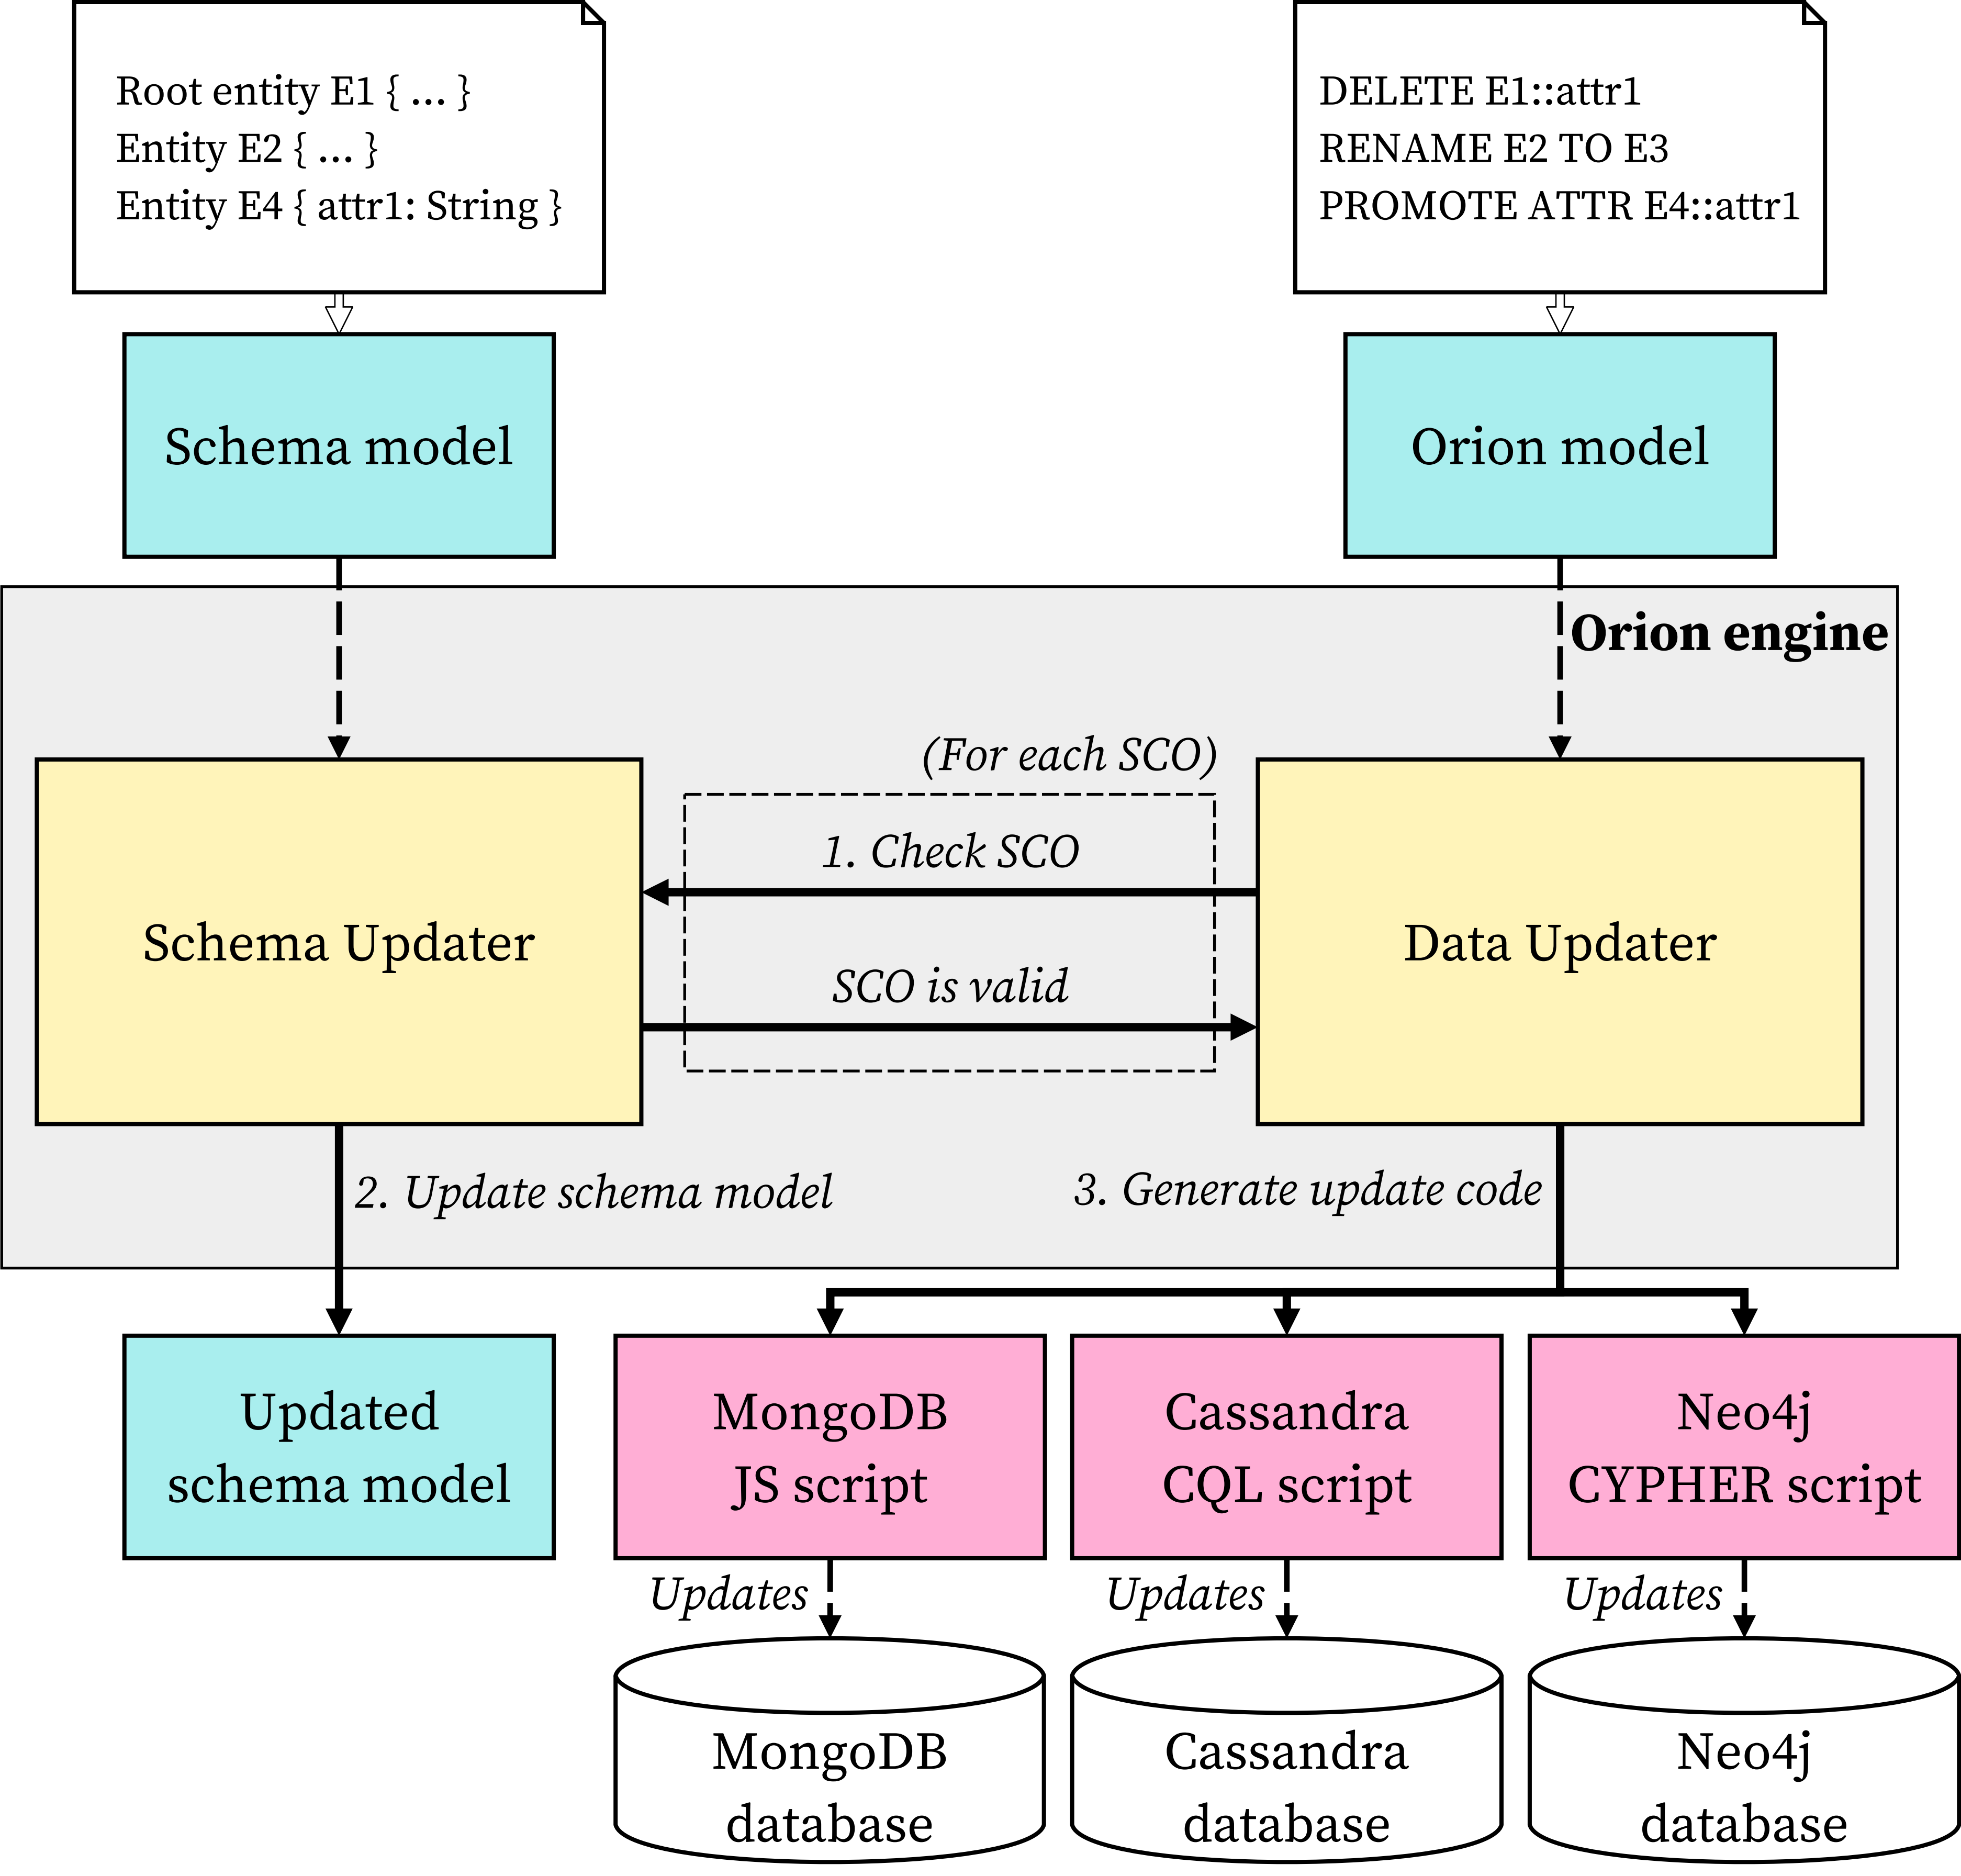 Root entity E1 { ... }
Entity E2 { ... }
Entity E4 { attr1: String }
DELETE E1::attr1
RENAME E2 TO E3
PROMOTE ATTR E4::attr1
Schema model
Orion model
Orion engine
(For each SCO)
1. Check SCO
Schema Updater
Data Updater
SCO is valid
2. Update schema model
3. Generate update code
Updated
schema model
MongoDB
JS script
Cassandra
CQL script
Neo4j
CYPHER script
Updates
Updates
Updates
MongoDB
database
Cassandra
database
Neo4j
database